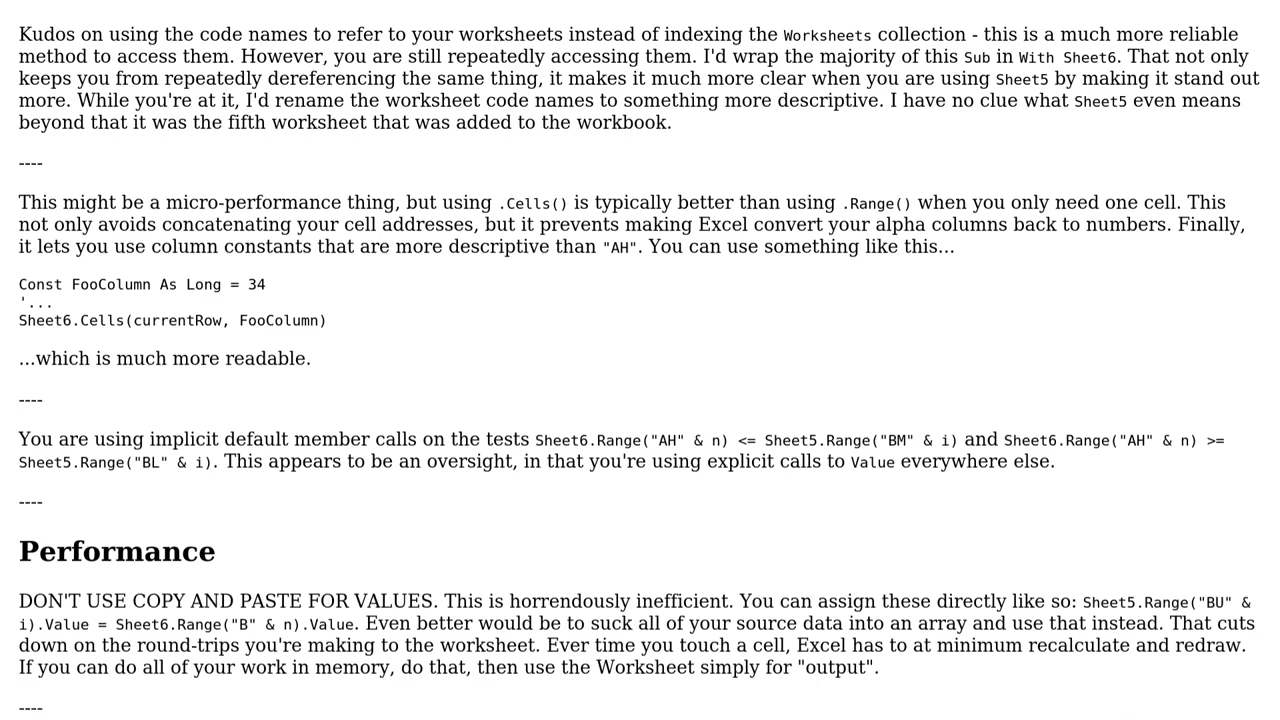 Kudos on using the code names to refer to your worksheets instead of indexing the Worksheets collection - this is a much more reliable
method to access them. However, you are still repeatedly accessing them. I'd wrap the majority of this Sub in With Sheet6. That not only
keeps you from repeatedly dereferencing the same thing, it makes it much more clear when you are using Sheet5 by making it stand out
more. While you're at it, I'd rename the worksheet code names to something more descriptive. I have no clue what Sheet5 even means
beyond that it was the fifth worksheet that was added to the workbook.
----
This might be a micro-performance thing, but using .Cells() is typically better than using .Range() when you only need one cell. This
not only avoids concatenating your cell addresses, but it prevents making Excel convert your alpha columns back to numbers. Finally,
it lets you use column constants that are more descriptive than "AH". You can use something like this...
Const FooColumn As Long = 34
'...
Sheet6.Cells(currentRow, FooColumn)
...which is much more readable.
----
You are using implicit default member calls on the tests Sheet6.Range("AH" & n) <= Sheet5.Range("BM" & i) and Sheet6.Range("AH" & n) >=
Sheet5.Range("BL" & i). This appears to be an oversight, in that you're using explicit calls to Value everywhere else.
----
Performance
DON'T USE COPY AND PASTE FOR VALUES. This is horrendously inefficient. You can assign these directly like so: Sheet5.Range("BU" &
i).Value = Sheet6.Range("B" & n).Value. Even better would be to suck all of your source data into an array and use that instead. That cuts
down on the round-trips you're making to the worksheet. Ever time you touch a cell, Excel has to at minimum recalculate and redraw.
If you can do all of your work in memory, do that, then use the Worksheet simply for "output".
----